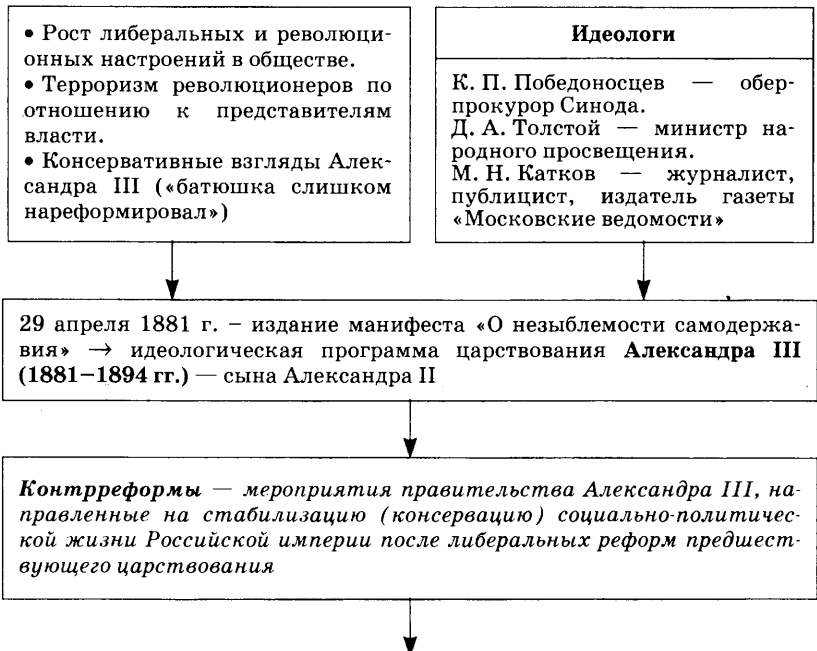 • Рост либеральных и революци-
онных настроений в обществе.
• Терроризм революционеров по
отношению к представителям
власти.
• Консервативные взгляды Алек-
сандра III («батюшка слишком
нареформировал»)
Идеологи
К. П. Победоносцев — обер-
прокурор Синода.
Д. А. Толстой — министр на-
родного просвещения.
М. Н. Катков — журналист,
публицист, издатель газеты
«Московские ведомости»
29 апреля 1881 г. – издание манифеста «О незыблемости самодержа-
вия» → идеологическая программа царствования Александра III
(1881–1894 гг.) — сына Александра II
Контрреформы — мероприятия правительства Александра III, на-
правленные на стабилизацию (консервацию) социально-политичес-
кой жизни Российской империи после либеральных реформ предшест-
вующего царствования